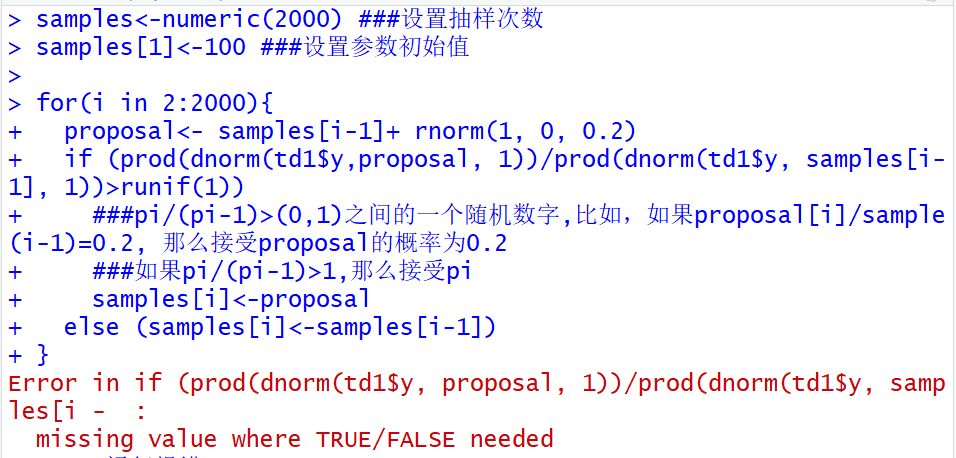 > samples<-numeric(2000) ###设置抽样次数
> samples[1]<-100 ###设置参数初始值
>
> for(i in 2:2000){
+   proposal<- samples[i-1]+ rnorm(1, 0, 0.2)
+   if (prod(dnorm(td1$y,proposal, 1))/prod(dnorm(td1$y, samples[i-
1], 1))>runif(1))
+     ###pi/(pi-1)>(0,1)之间的一个随机数字,比如，如果proposal[i]/sample
(i-1)=0.2, 那么接受proposal的概率为0.2
+     ###如果pi/(pi-1)>1,那么接受pi
+     samples[i]<-proposal
+   else (samples[i]<-samples[i-1])
+ }
Error in if (prod(dnorm(td1$y, proposal, 1))/prod(dnorm(td1$y, samp
les[i -  :
  missing value where TRUE/FALSE needed